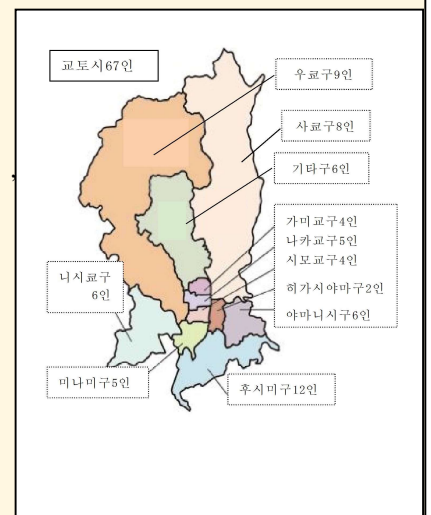 교토시67인
우쿄구9인
사쿄구8인
기타구6인
가미교구4인
나카교구5인
시모교구4인
히가시야마구2인
야마니시구6인
니시쿄구
6인
미나미구5인
후시미구12인